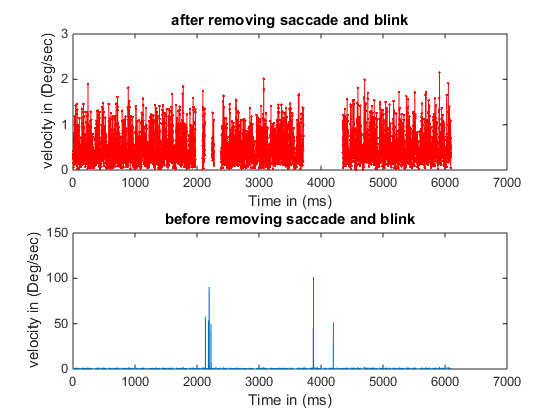 after removing saccade and blink
3
2
1
0
velocity in (Deg/sec)
0 1000 2000 3000 4000 5000 6000 7000
Time in (ms)
before removing saccade and blink
150
100
50
0
velocity in (Deg/sec)
0 1000 2000 3000 4000 5000 6000 7000
Time in (ms)